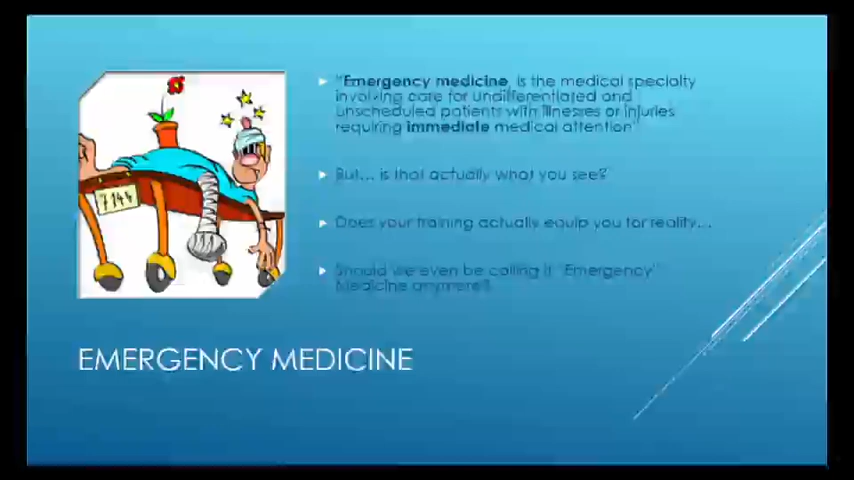 "Emergency medicine, is the medical specialty
involving care for undifferentiated and
unscheduled patients with illnesses or injuries
requiring immediate medical attention"
But... is that actually what you see?
Does your training actually equip you for reality...
Should we even be calling it "Emergency"
Medicine anymore?
7144
EMERGENCY MEDICINE